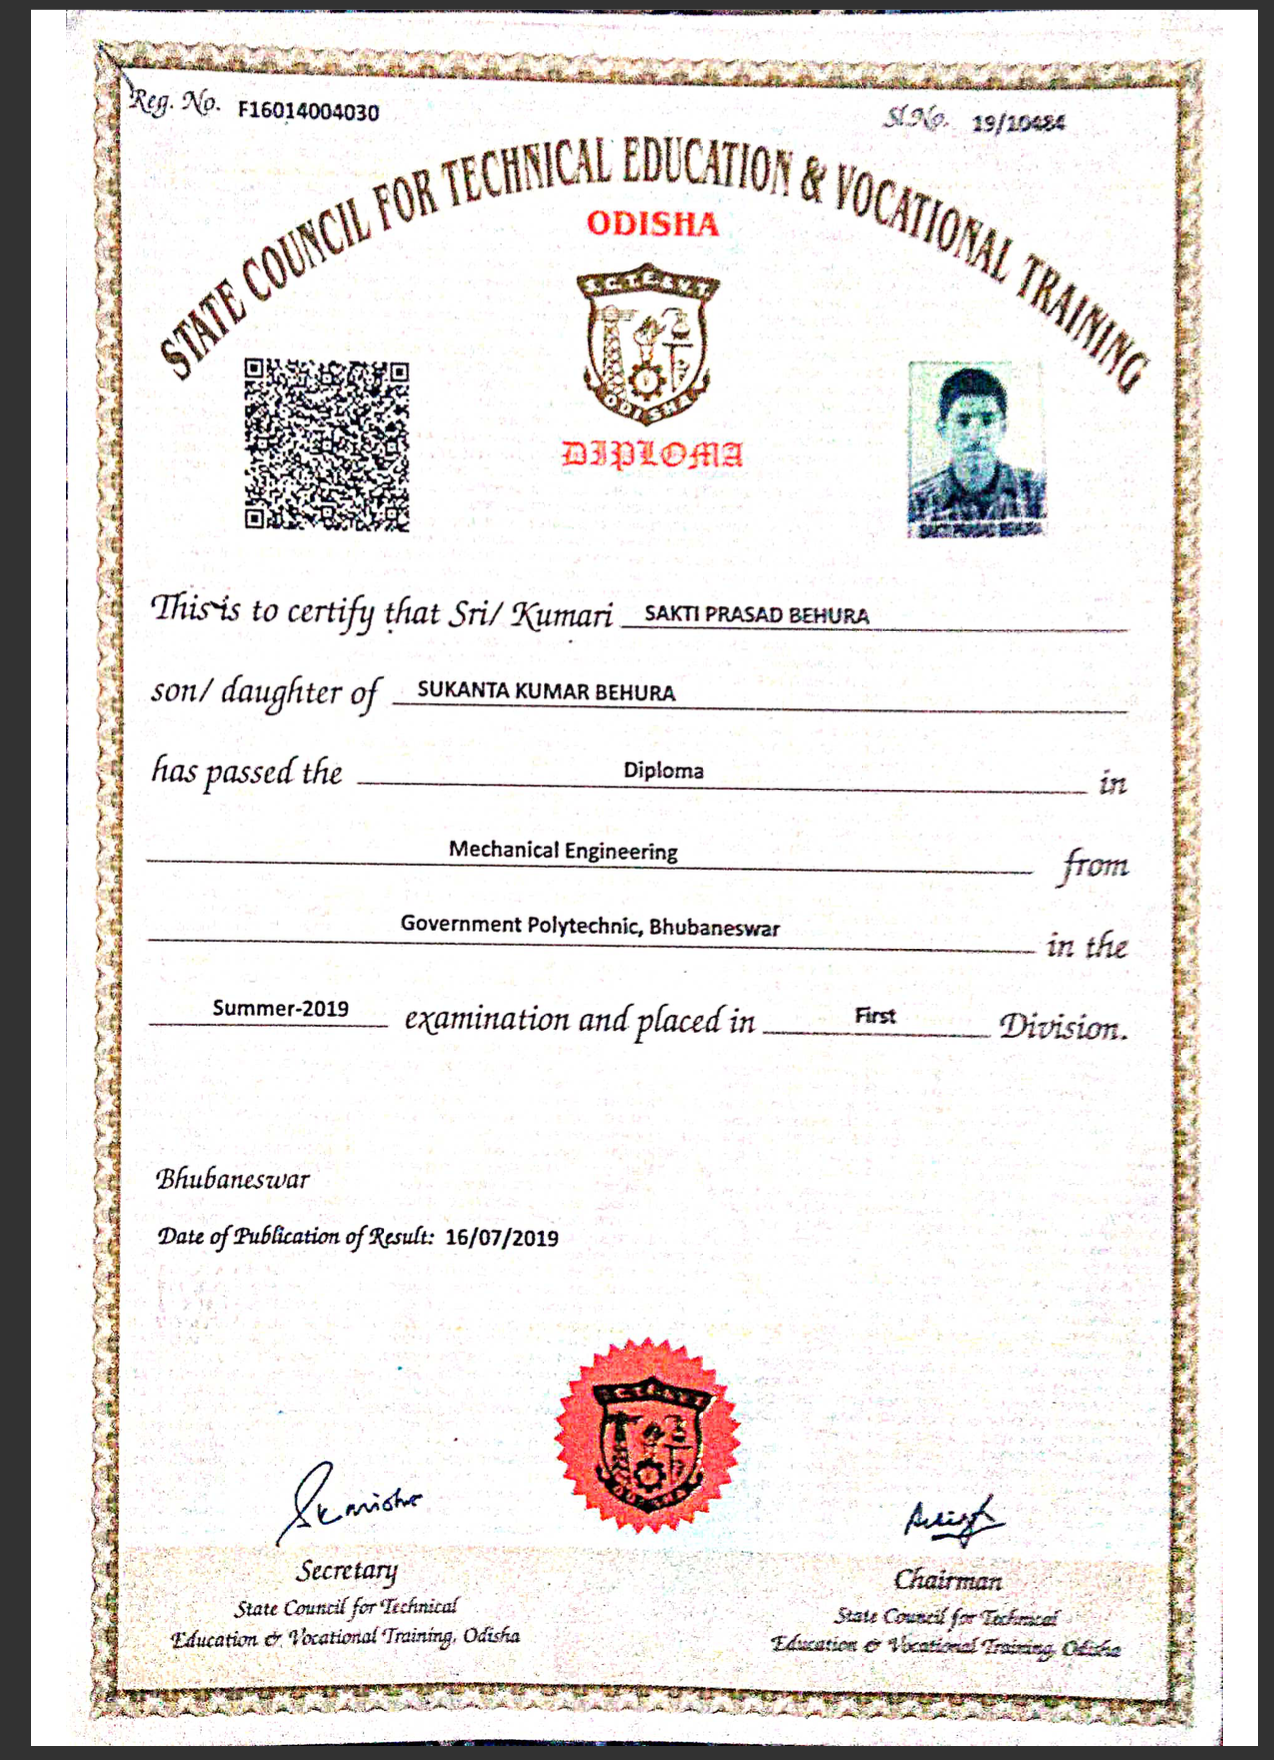 Reg. No. F16014004030
Sl.No. 19/10484
STATE COUNCIL FOR TECHNICAL EDUCATION & VOCATIONAL TRAINING
ODISHA
S.C.T.E.&V.T.
ODISHA
DIPLOMA
This is to certify that Sri/ Kumari SAKTI PRASAD BEHURA
son/ daughter of SUKANTA KUMAR BEHURA
has passed the Diploma in
Mechanical Engineering from
Government Polytechnic, Bhubaneswar in the
Summer-2019 examination and placed in First Division.
Bhubaneswar
Date of Publication of Result: 16/07/2019
S.C.T.E.&V.T.
ODISHA
Secretary
State Council for Technical
Education & Vocational Training, Odisha
Chairman
State Council for Technical
Education & Vocational Training, Odisha